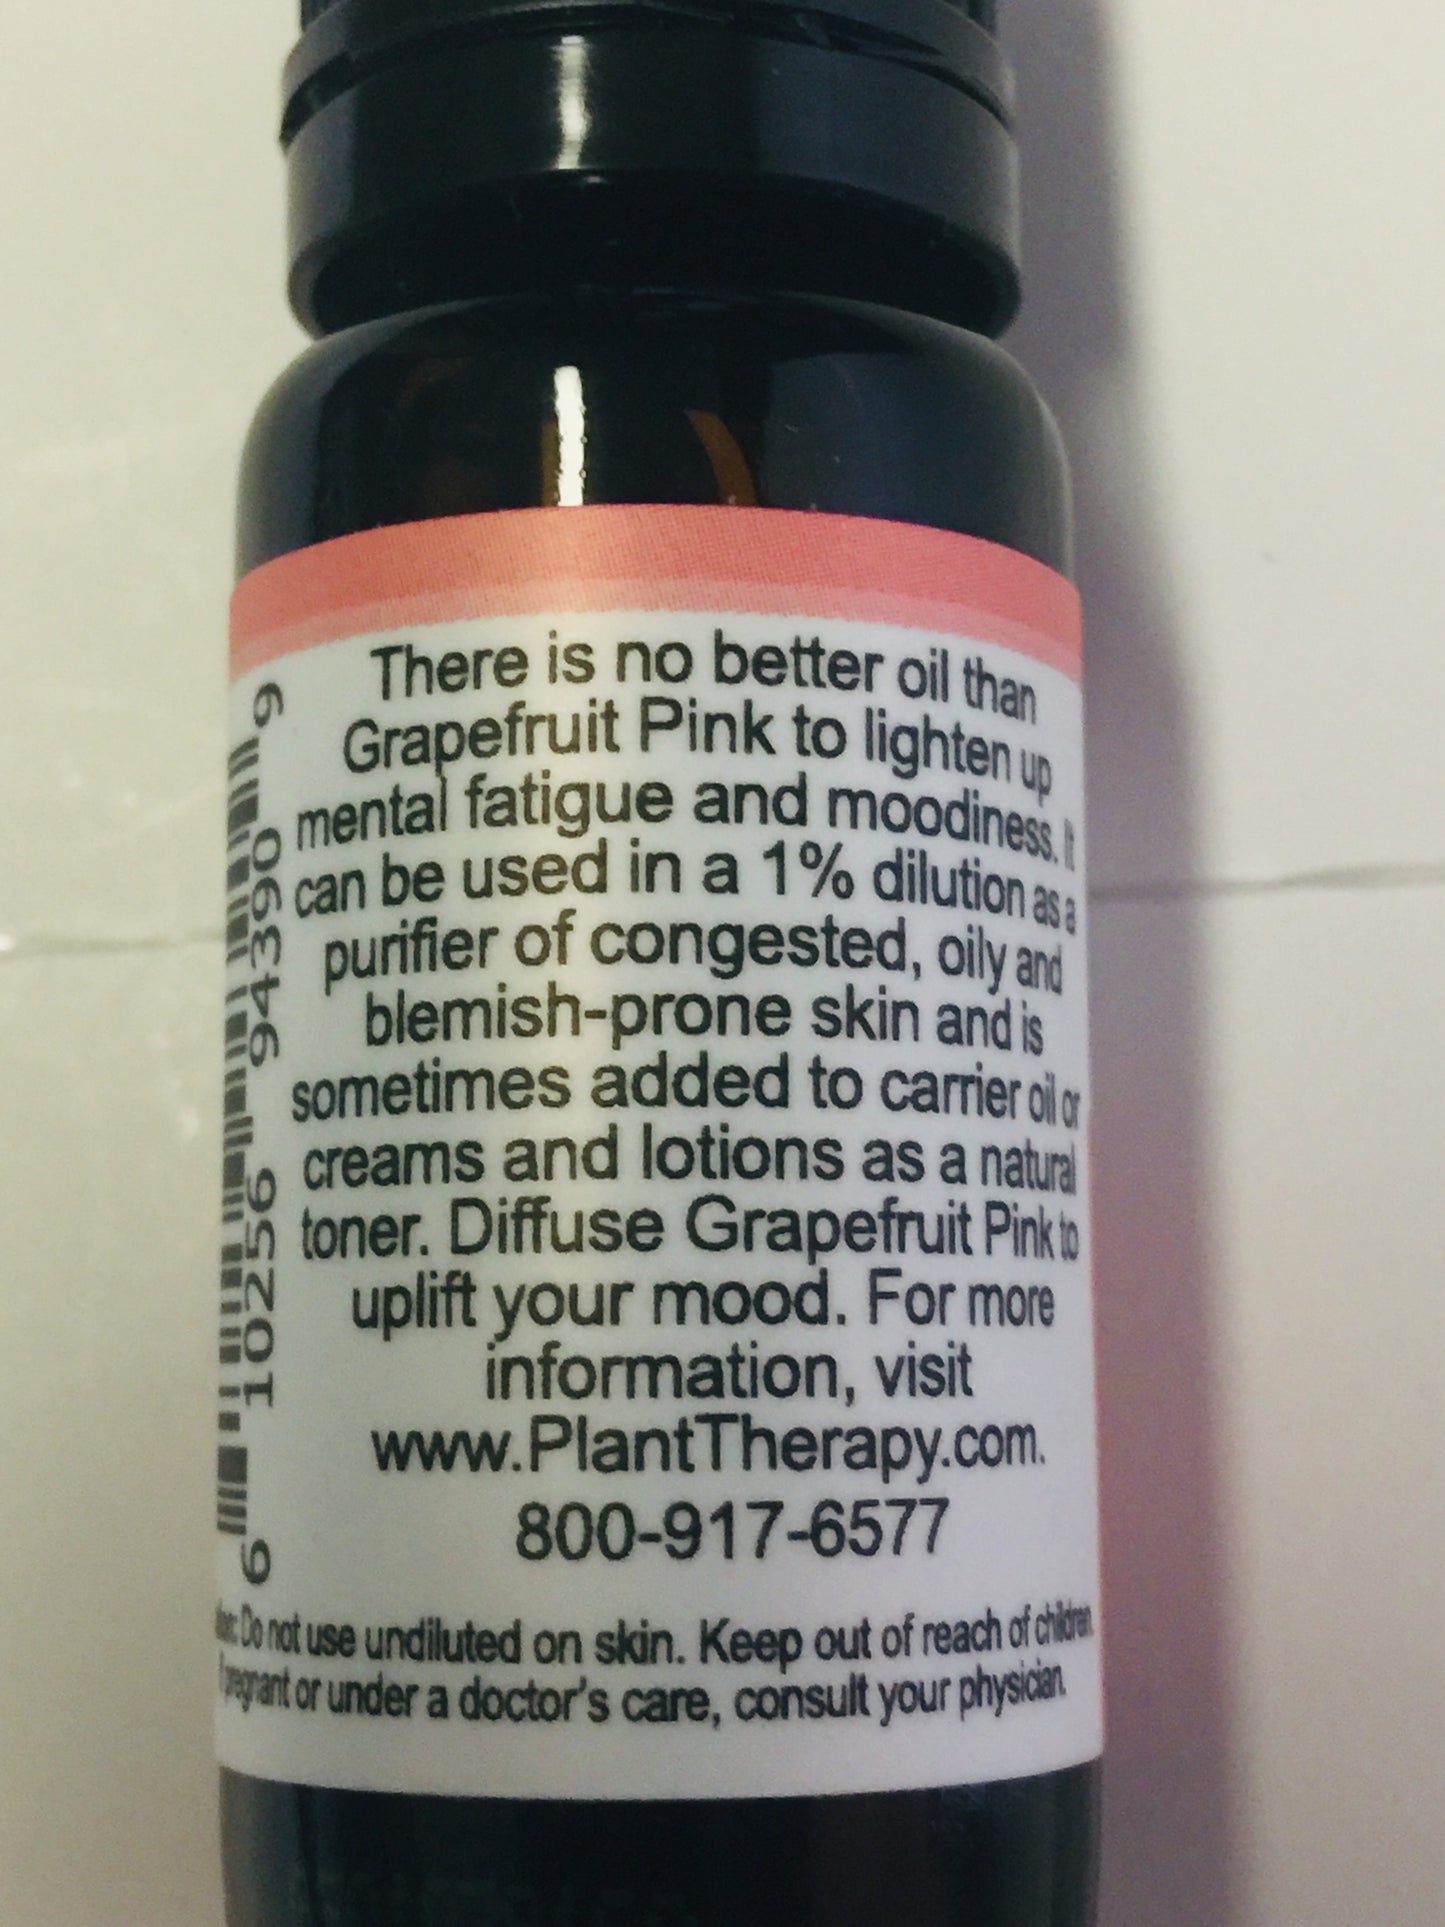 There is no better oil than
Grapefruit Pink to lighten up
mental fatigue and moodiness. It
can be used in a 1% dilution as a
purifier of congested, oily and
blemish-prone skin and is
sometimes added to carrier oil or
creams and lotions as a natural
toner. Diffuse Grapefruit Pink to
uplift your mood. For more
information, visit
www.PlantTherapy.com.
800-917-6577
Do not use undiluted on skin. Keep out of reach of children.
pregnant or under a doctor's care, consult your physician.
6 10256 94390 9